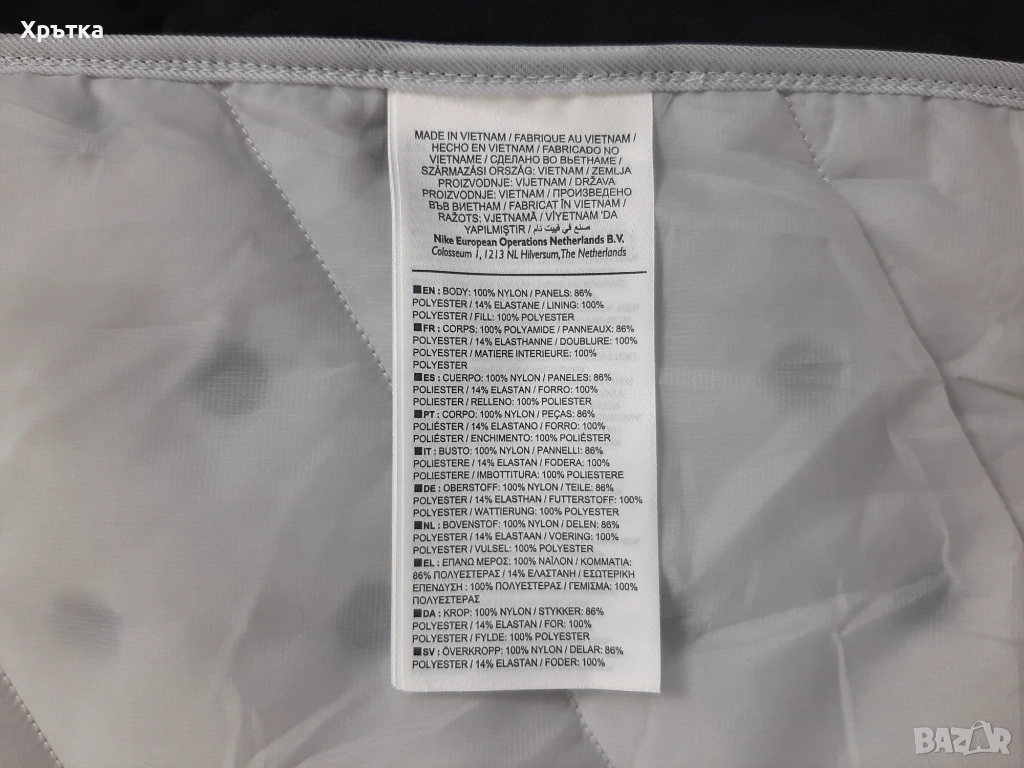 Хрътка
MADE IN VIETNAM / FABRIQUE AU VIETNAM /
HECHO EN VIETNAM / FABRICADO NO
VIETNAME / СДЕЛАНО ВО ВЬЕТНАМЕ /
SZÁRMAZÁSI ORSZÁG: VIETNAM / ZEMLJA
PROIZVODNJE: VIJETNAM / DRŽAVA
PROIZVODNJE: VIETNAM / ПРОИЗВЕДЕНО
ВЪВ ВИЕТНАМ / FABRICAT ÎN VIETNAM /
RAŽOTS: VJETNAMĀ / VİYETNAM 'DA
YAPILMIŞTIR / صنع في فييت نام
Nike European Operations Netherlands B.V.
Colosseum 1, 1213 NL Hilversum, The Netherlands
EN : BODY: 100% NYLON / PANELS: 86%
POLYESTER / 14% ELASTANE / LINING: 100%
POLYESTER / FILL: 100% POLYESTER
FR : CORPS: 100% POLYAMIDE / PANNEAUX: 86%
POLYESTER / 14% ELASTHANNE / DOUBLURE: 100%
POLYESTER / MATIERE INTERIEURE: 100%
POLYESTER
ES : CUERPO: 100% NYLON / PANELES: 86%
POLIESTER / 14% ELASTAN / FORRO: 100%
POLIESTER / RELLENO: 100% POLIESTER
PT : CORPO: 100% NYLON / PEÇAS: 86%
POLIÉSTER / 14% ELASTANO / FORRO: 100%
POLIÉSTER / ENCHIMENTO: 100% POLIÉSTER
IT : BUSTO: 100% NYLON / PANNELLI: 86%
POLIESTERE / 14% ELASTAN / FODERA: 100%
POLIESTERE / IMBOTTITURA: 100% POLIESTERE
DE : OBERSTOFF: 100% NYLON / TEILE: 86%
POLYESTER / 14% ELASTHAN / FUTTERSTOFF: 100%
POLYESTER / WATTIERUNG: 100% POLYESTER
NL : BOVENSTOF: 100% NYLON / DELEN: 86%
POLYESTER / 14% ELASTAAN / VOERING: 100%
POLYESTER / VULSEL: 100% POLYESTER
EL : ΕΠΑΝΩ ΜΕΡΟΣ: 100% ΝΑΪΛΟΝ / ΚΟΜΜΑΤΙΑ:
86% ΠΟΛΥΕΣΤΕΡΑΣ / 14% ΕΛΑΣΤΑΝΗ / ΕΣΩΤΕΡΙΚΗ
ΕΠΕΝΔΥΣΗ : 100% ΠΟΛΥΕΣΤΕΡΑΣ / ΓΕΜΙΣΜΑ: 100%
ΠΟΛΥΕΣΤΕΡΑΣ
DA : KROP: 100% NYLON / STYKKER: 86%
POLYESTER / 14% ELASTAN / FOR: 100%
POLYESTER / FYLDE: 100% POLYESTER
SV : ÖVERKROPP: 100% NYLON / DELAR: 86%
POLYESTER / 14% ELASTAN / FODER: 100%
BAZAR